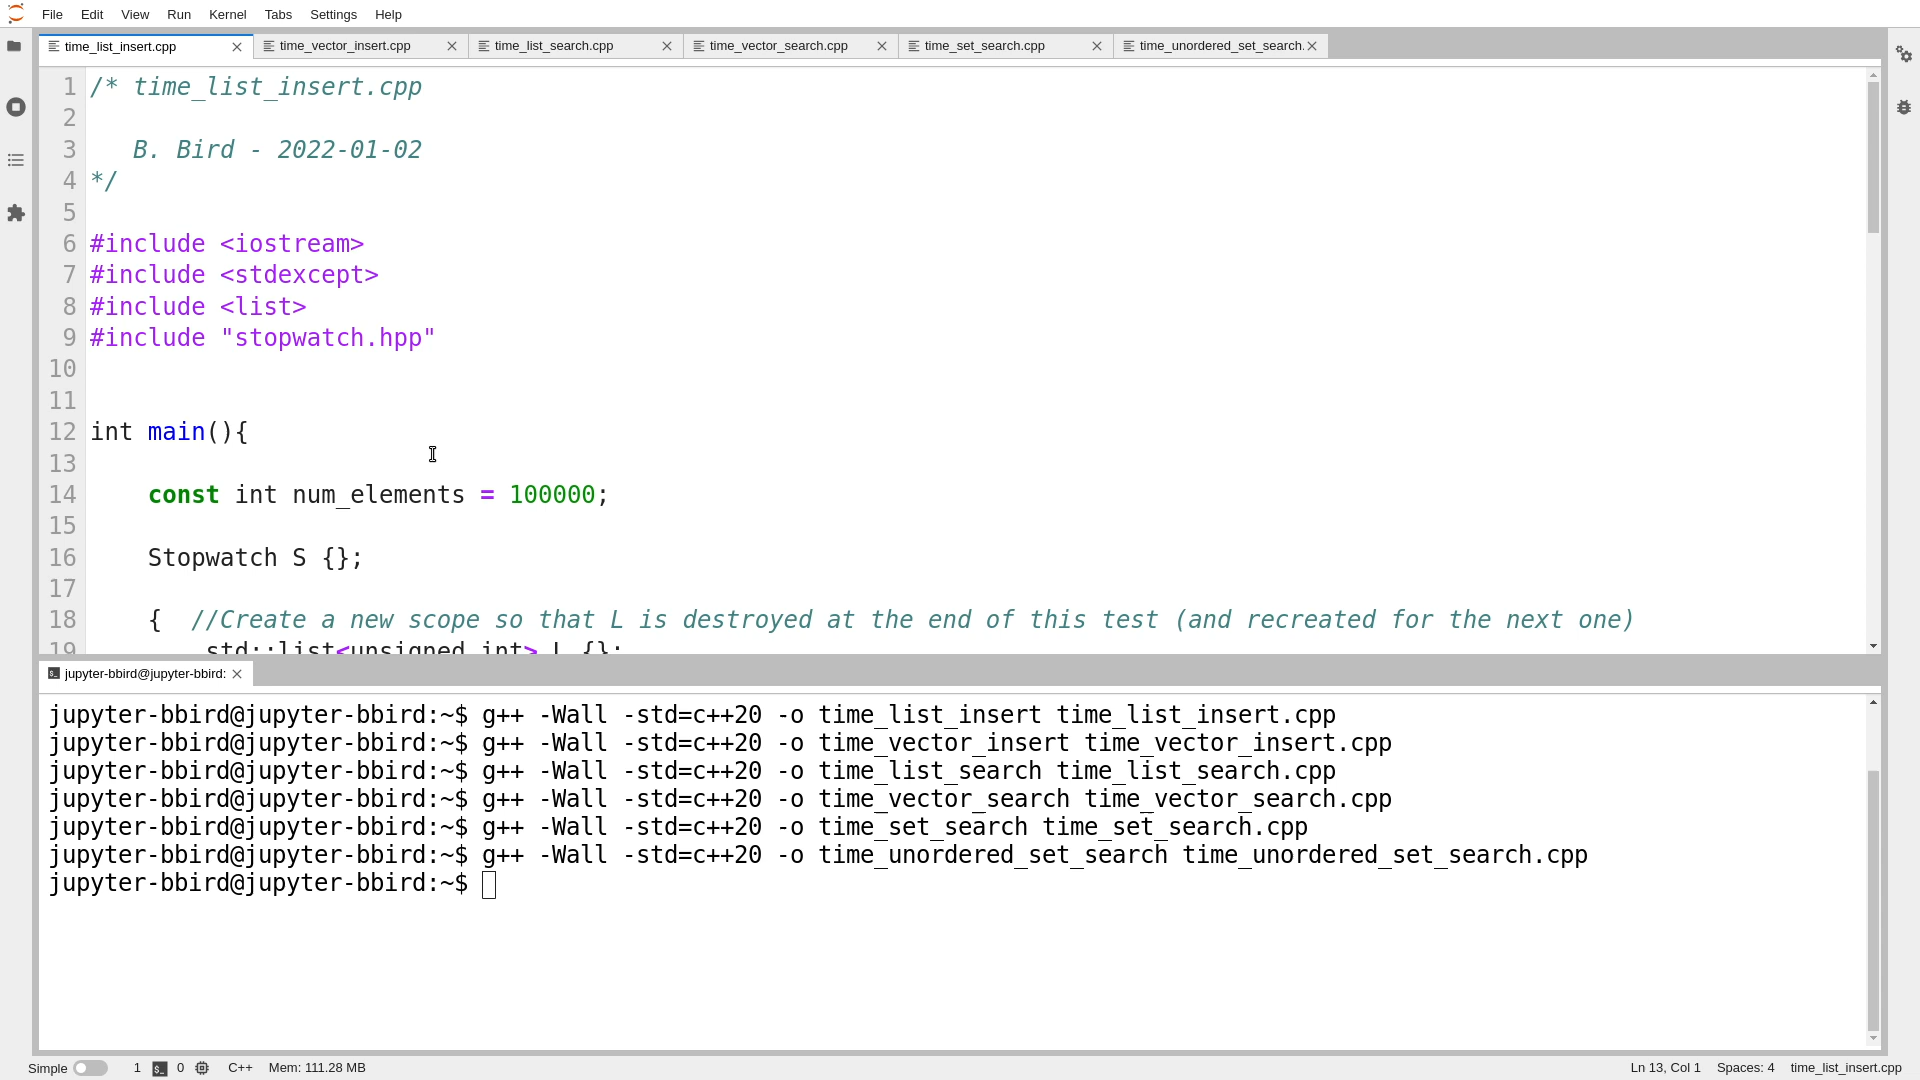 File Edit View Run Kernel Tabs Settings Help
time_list_insert.cpp time_vector_insert.cpp time_list_search.cpp time_vector_search.cpp time_set_search.cpp time_unordered_set_search.
1 /* time_list_insert.cpp
2
3 B. Bird - 2022-01-02
4 */
5
6 #include <iostream>
7 #include <stdexcept>
8 #include <list>
9 #include "stopwatch.hpp"
10
11
12 int main(){
13
14 const int num_elements = 100000;
15
16 Stopwatch S {};
17
18 { //Create a new scope so that L is destroyed at the end of this test (and recreated for the next one)
19 std::list<unsigned int> L {};
jupyter-bbird@jupyter-bbird:
jupyter-bbird@jupyter-bbird:~$ g++ -Wall -std=c++20 -o time_list_insert time_list_insert.cpp
jupyter-bbird@jupyter-bbird:~$ g++ -Wall -std=c++20 -o time_vector_insert time_vector_insert.cpp
jupyter-bbird@jupyter-bbird:~$ g++ -Wall -std=c++20 -o time_list_search time_list_search.cpp
jupyter-bbird@jupyter-bbird:~$ g++ -Wall -std=c++20 -o time_vector_search time_vector_search.cpp
jupyter-bbird@jupyter-bbird:~$ g++ -Wall -std=c++20 -o time_set_search time_set_search.cpp
jupyter-bbird@jupyter-bbird:~$ g++ -Wall -std=c++20 -o time_unordered_set_search time_unordered_set_search.cpp
jupyter-bbird@jupyter-bbird:~$
Simple 1 0 C++ Mem: 111.28 MB Ln 13, Col 1 Spaces: 4 time_list_insert.cpp